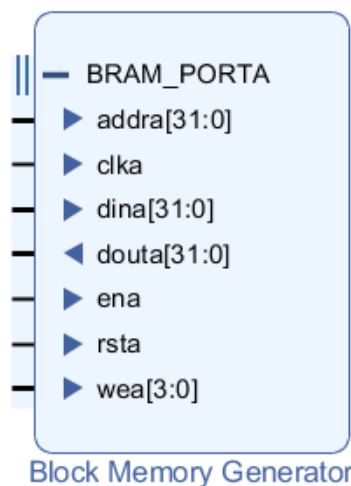 BRAM_PORTA
addra[31:0]
clka
dina[31:0]
douta[31:0]
ena
rsta
wea[3:0]
Block Memory Generator